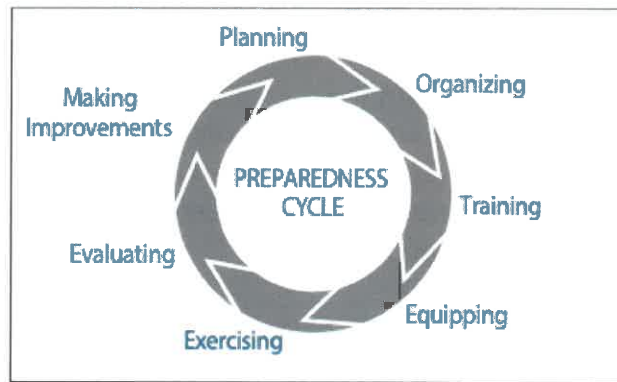 Planning
Organizing
Training
Equipping
Exercising
Evaluating
Making
Improvements
PREPAREDNESS
CYCLE